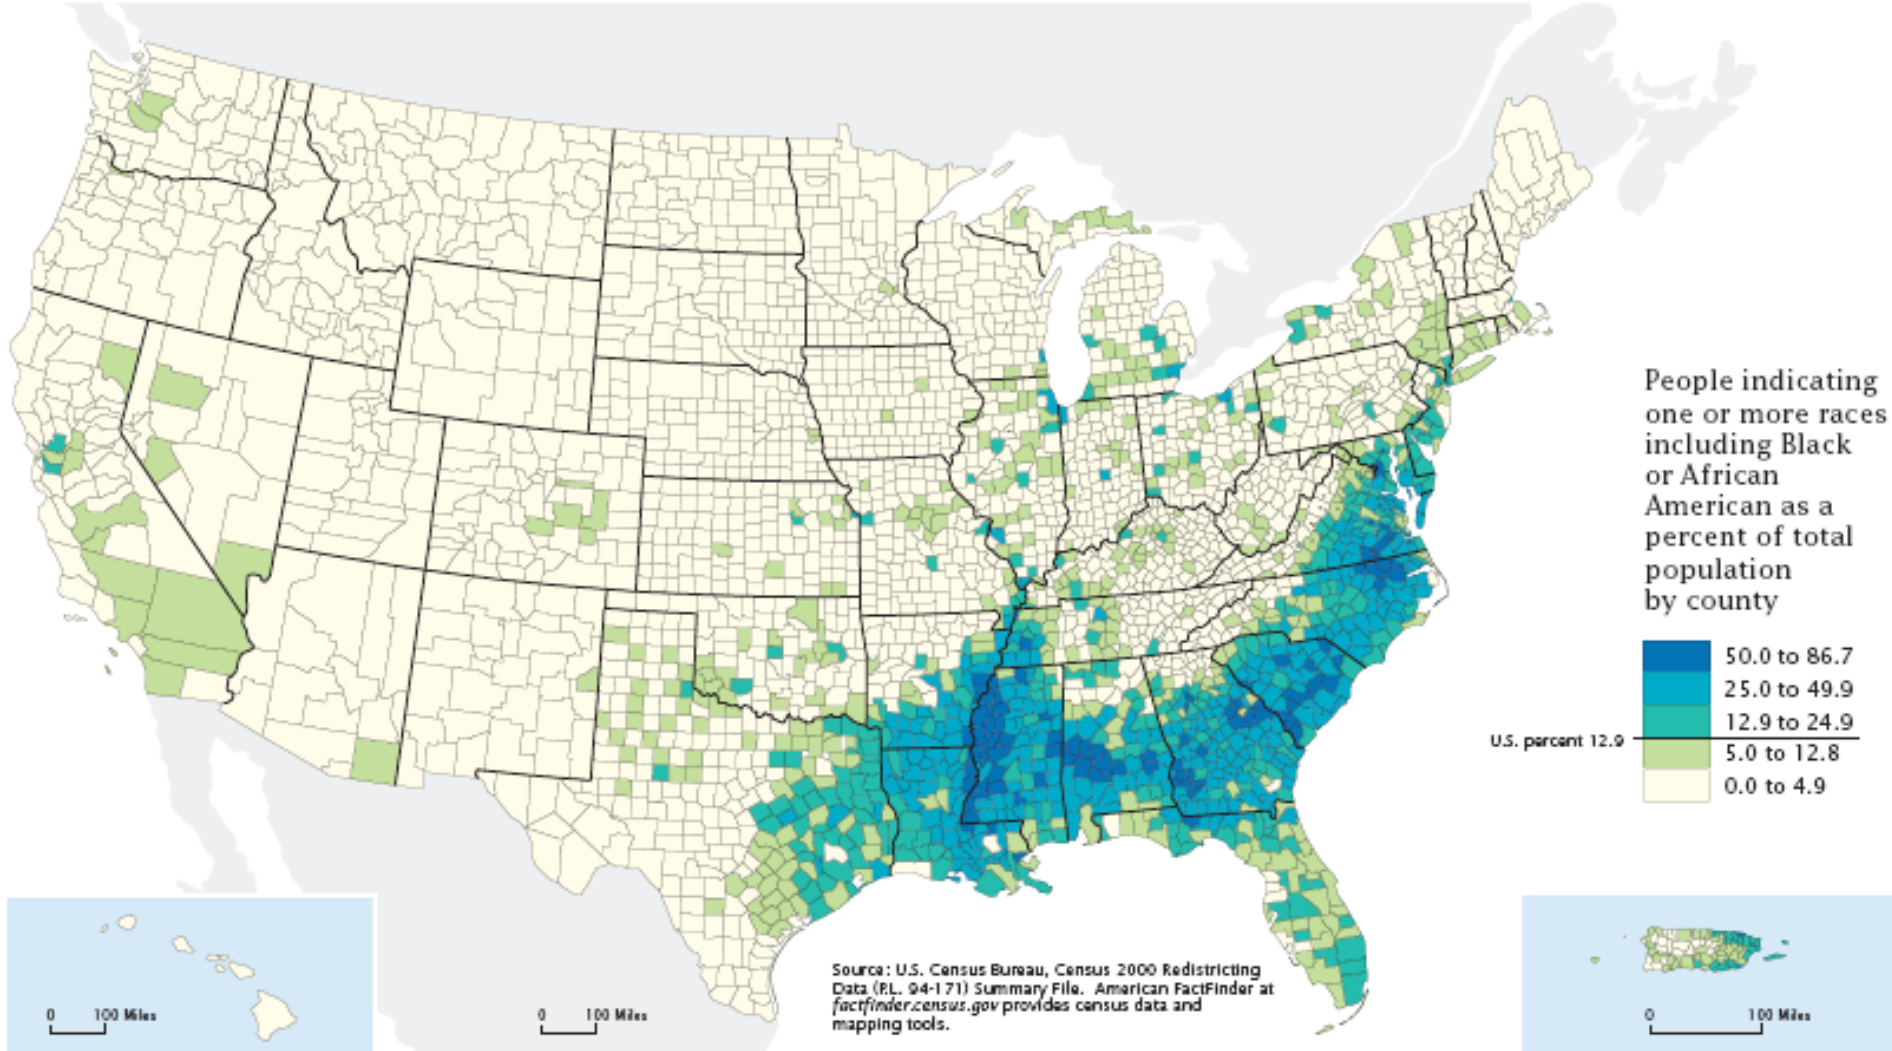 People indicating
one or more races
including Black
or African
American as a
percent of total
population
by county
50.0 to 86.7
25.0 to 49.9
12.9 to 24.9
U.S. percent 12.9
5.0 to 12.8
0.0 to 4.9
Source: U.S. Census Bureau, Census 2000 Redistricting
Data (P.L. 94-171) Summary File. American FactFinder at
factfinder.census.gov provides census data and
mapping tools.
0 100 Miles
0 100 Miles
0 100 Miles